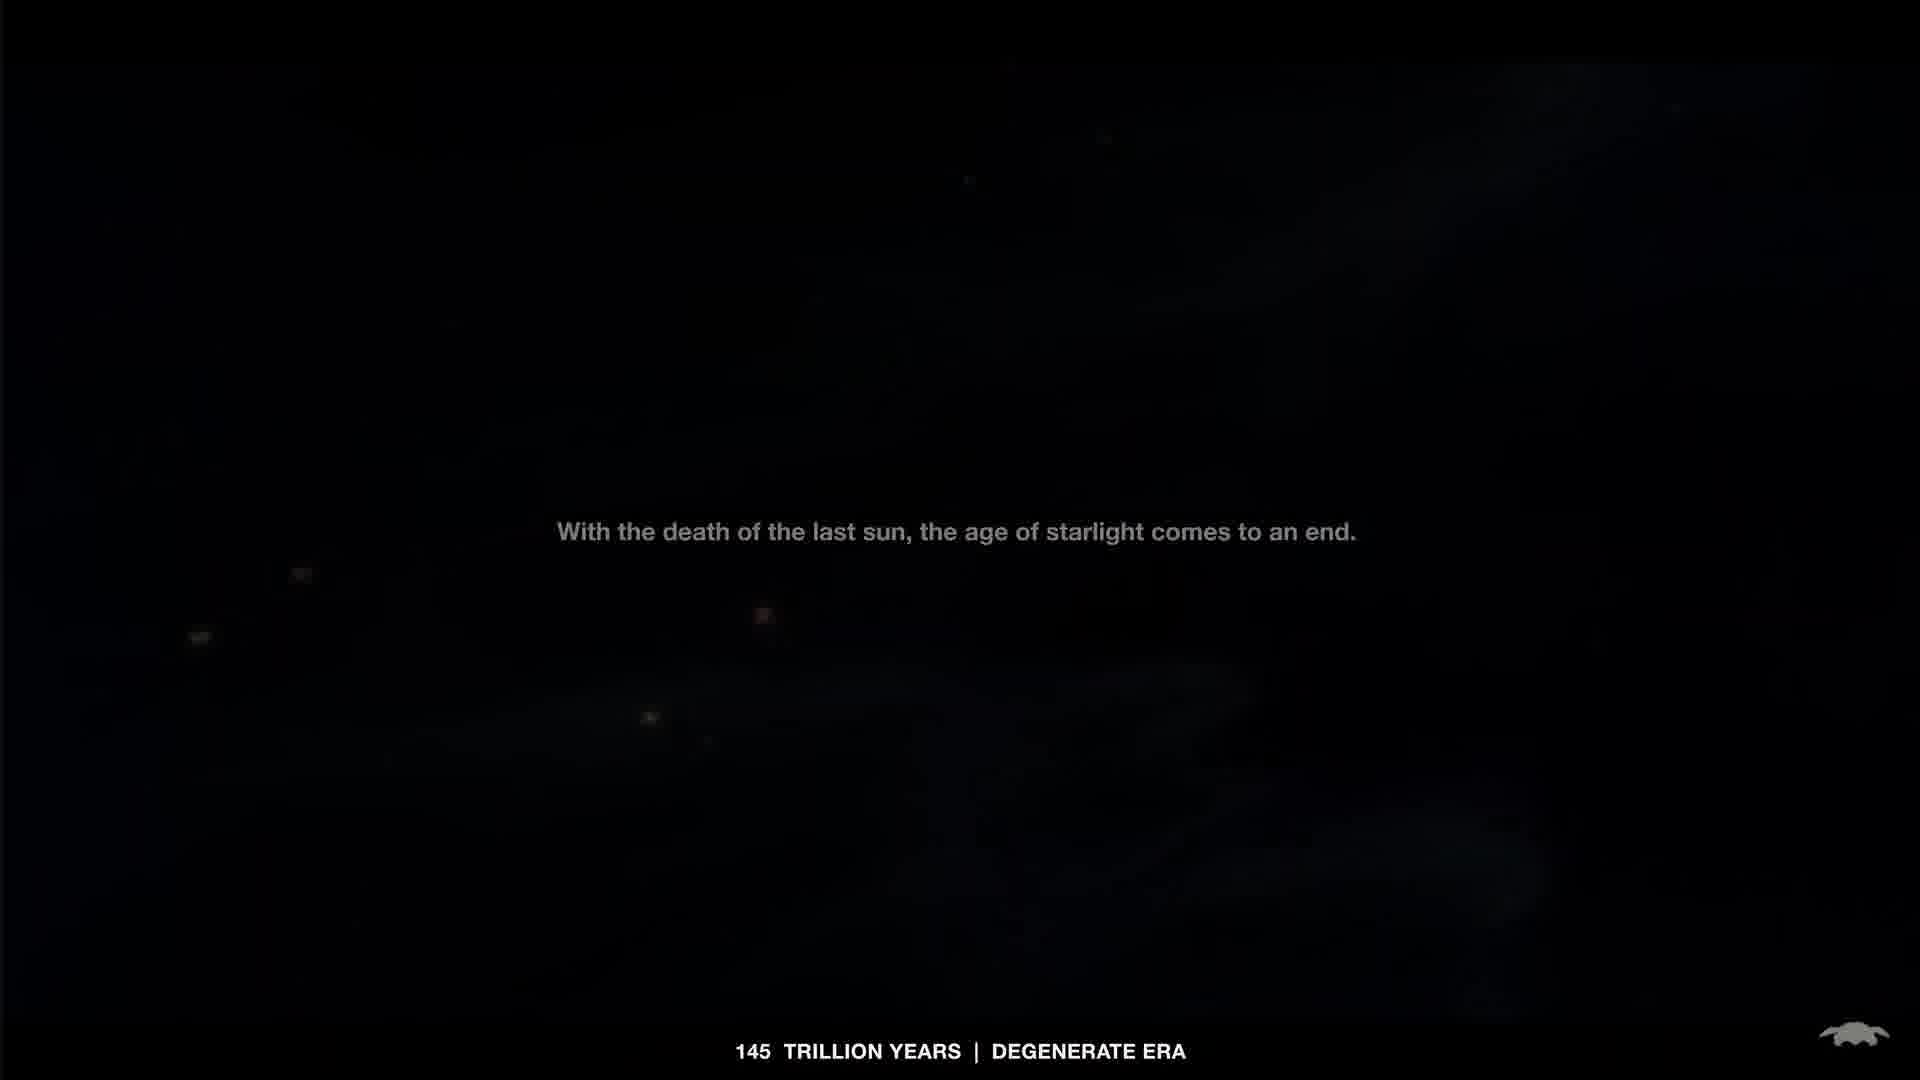 With the death of the last sun, the age of starlight comes to an end.
145 TRILLION YEARS | DEGENERATE ERA